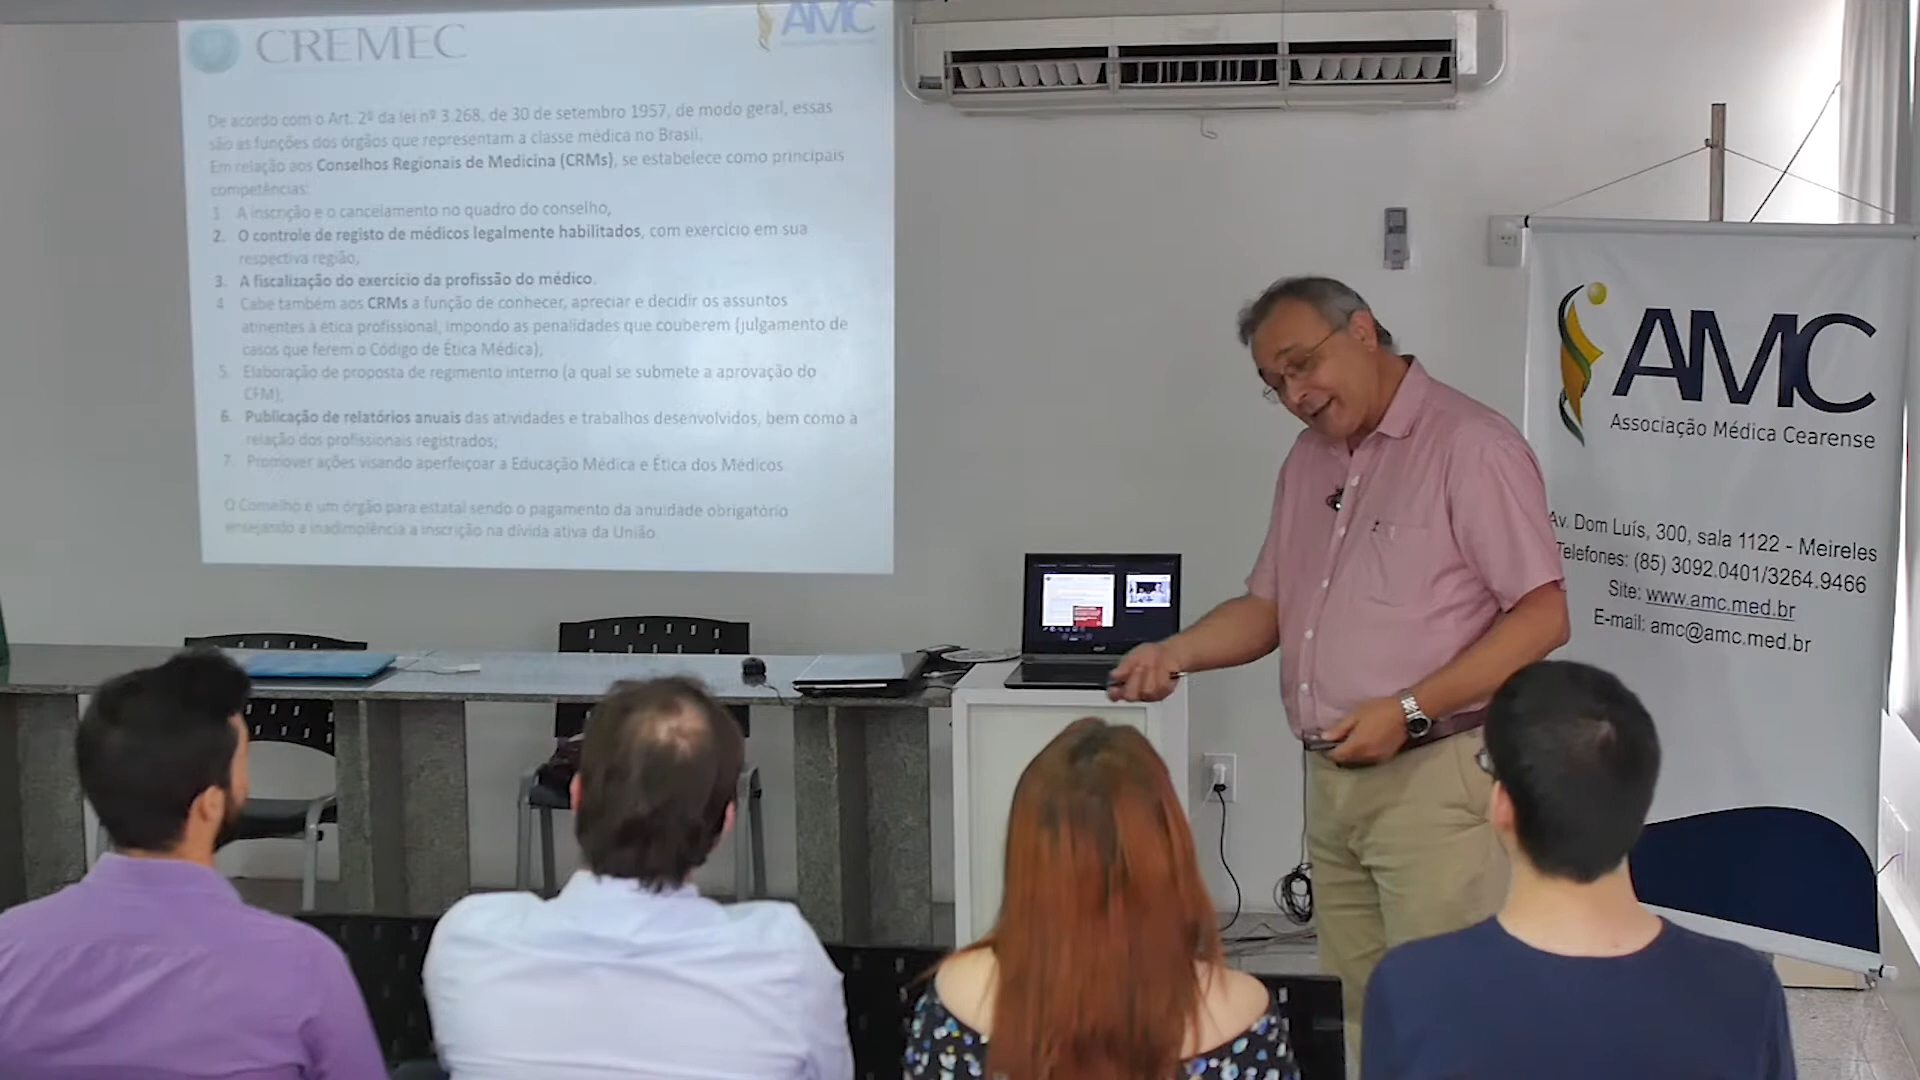 CREMEC
AMC
De acordo com o Art. 2º da lei nº 3.268, de 30 de setembro 1957, de modo geral, essas
são as funções dos órgãos que representam a classe médica no Brasil.
Em relação aos Conselhos Regionais de Medicina (CRMs), se estabelece como principais
competências:
1. A inscrição e o cancelamento no quadro do conselho,
2. O controle de registo de médicos legalmente habilitados, com exercício em sua
respectiva região,
3. A fiscalização do exercício da profissão do médico.
4 Cabe também aos CRMs a função de conhecer, apreciar e decidir os assuntos
atinentes à ética profissional, impondo as penalidades que couberem (julgamento de
casos que ferem o Código de Ética Médica);
5. Elaboração de proposta de regimento interno (a qual se submete a aprovação do
CFM);
6. Publicação de relatórios anuais das atividades e trabalhos desenvolvidos, bem como a
relação dos profissionais registrados;
7. Promover ações visando aperfeiçoar a Educação Médica e Ética dos Médicos
O Conselho é um órgão para estatal sendo o pagamento da anuidade obrigatório
ensejando a inadimplência a inscrição na dívida ativa da União.
AMC
Associação Médica Cearense
Av. Dom Luís, 300, sala 1122 - Meireles
Telefones: (85) 3092.0401/3264.9466
Site: www.amc.med.br
E-mail: amc@amc.med.br
acer